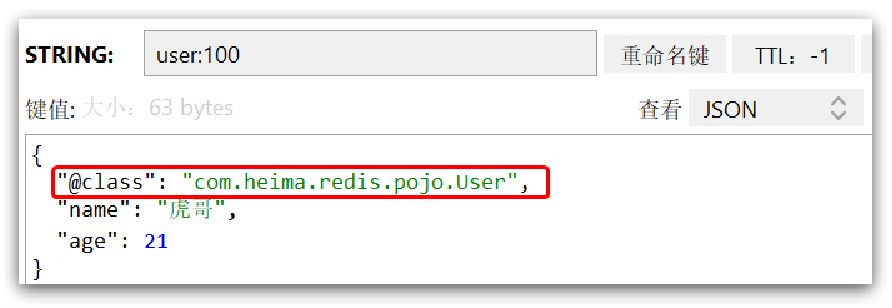 STRING: user:100 重命名键 TTL：-1
键值: 大小：63 bytes 查看 JSON
{
"@class": "com.heima.redis.pojo.User",
"name": "虎哥",
"age": 21
}